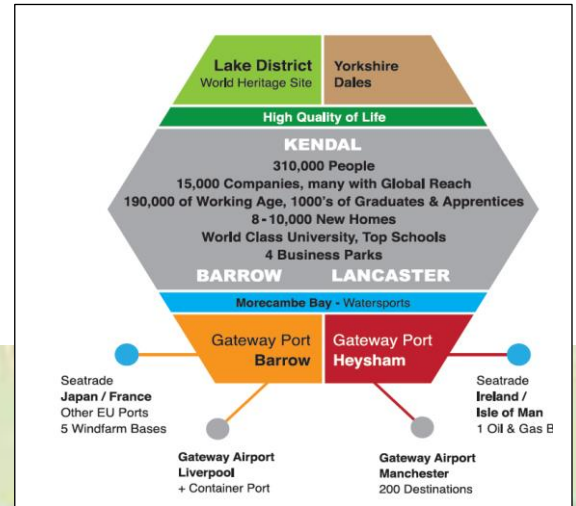 Lake District
World Heritage Site
Yorkshire
Dales
High Quality of Life
KENDAL
310,000 People
15,000 Companies, many with Global Reach
190,000 of Working Age, 1000's of Graduates & Apprentices
8-10,000 New Homes
World Class University, Top Schools
4 Business Parks
BARROW LANCASTER
Morecambe Bay - Watersports
Gateway Port
Barrow
Gateway Port
Heysham
Seatrade
Japan / France
Other EU Ports
5 Windfarm Bases
Gateway Airport
Liverpool
+ Container Port
Gateway Airport
Manchester
200 Destinations
Seatrade
Ireland /
Isle of Man
1 Oil & Gas